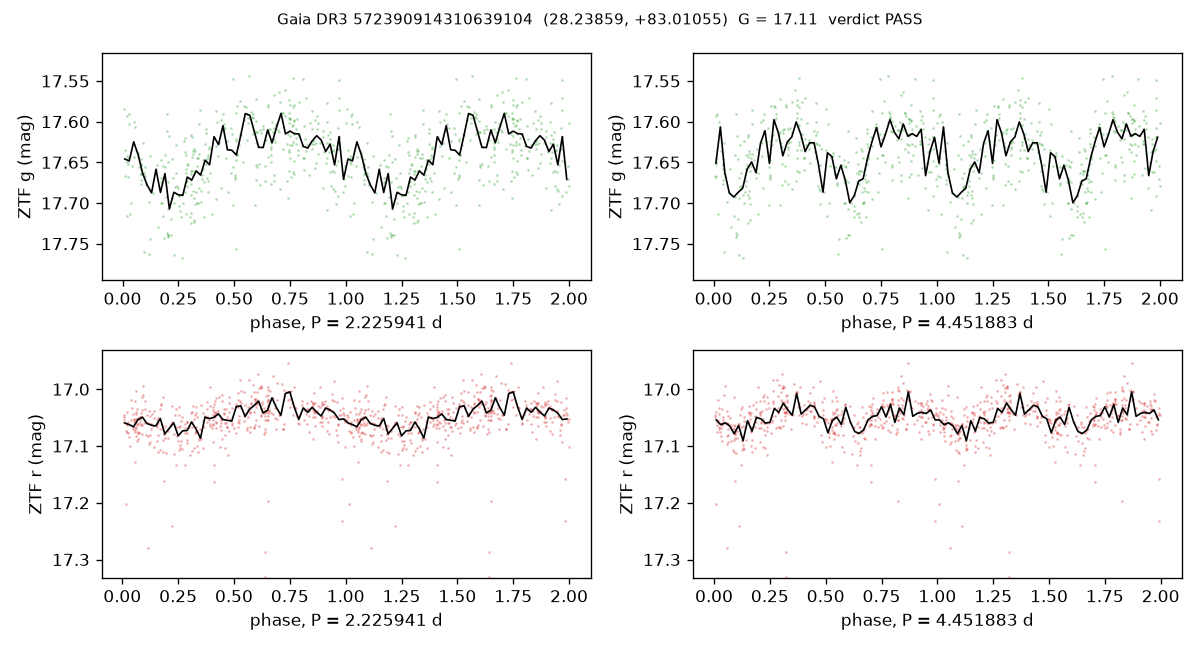 Gaia DR3 572390914310639104 (28.23859, +83.01055) G = 17.11 verdict PASS
ZTF g (mag)
17.55
17.60
17.65
17.70
17.75
0.00 0.25 0.50 0.75 1.00 1.25 1.50 1.75 2.00
phase, P = 2.225941 d
ZTF g (mag)
17.55
17.60
17.65
17.70
17.75
0.00 0.25 0.50 0.75 1.00 1.25 1.50 1.75 2.00
phase, P = 4.451883 d
ZTF r (mag)
17.0
17.1
17.2
17.3
0.00 0.25 0.50 0.75 1.00 1.25 1.50 1.75 2.00
phase, P = 2.225941 d
ZTF r (mag)
17.0
17.1
17.2
17.3
0.00 0.25 0.50 0.75 1.00 1.25 1.50 1.75 2.00
phase, P = 4.451883 d